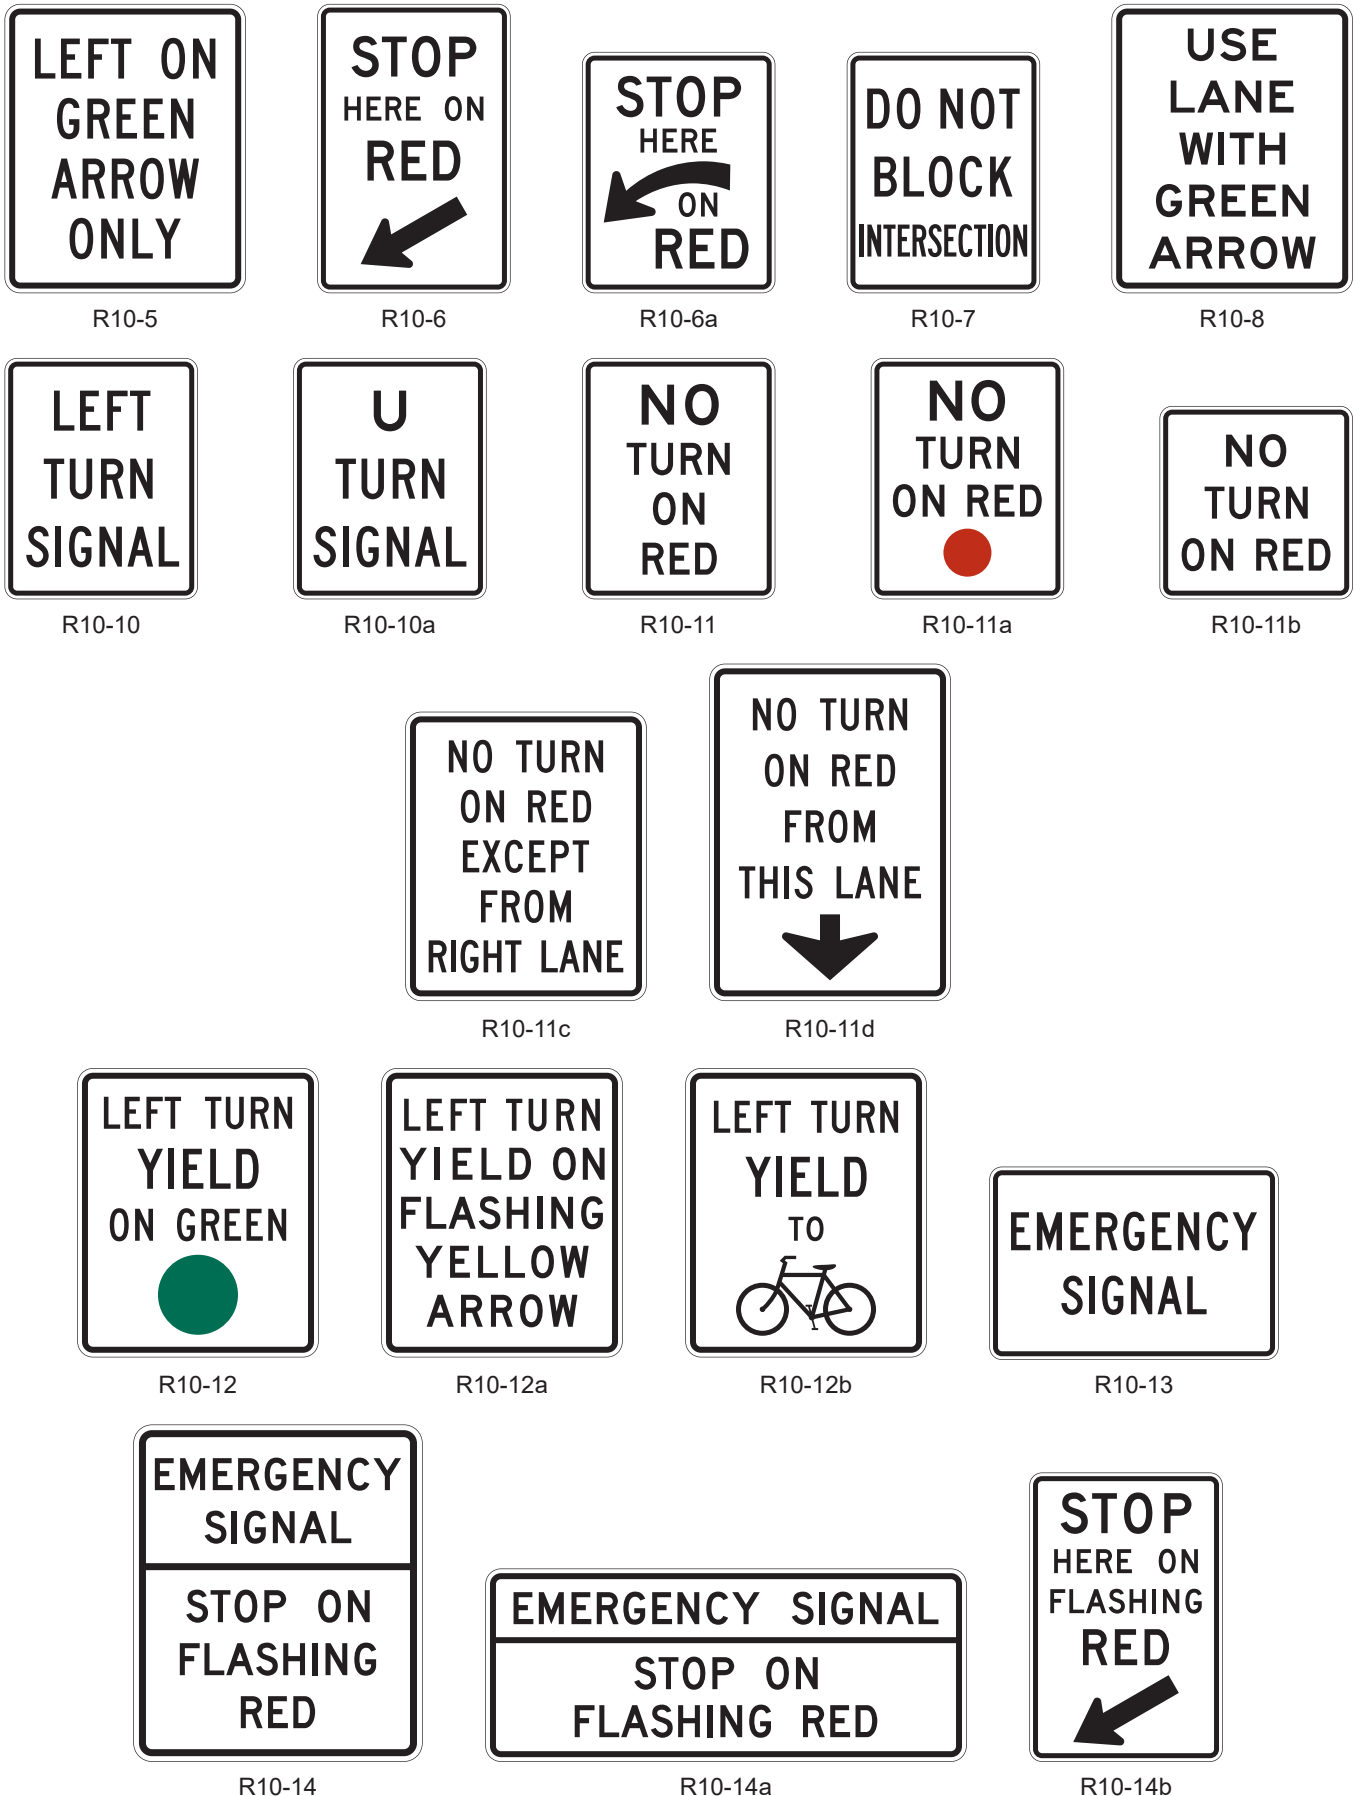 LEFT ON
GREEN
ARROW
ONLY
R10-5
STOP
HERE ON
RED
R10-6
STOP
HERE
ON
RED
R10-6a
DO NOT
BLOCK
INTERSECTION
R10-7
USE
LANE
WITH
GREEN
ARROW
R10-8
LEFT
TURN
SIGNAL
R10-10
U
TURN
SIGNAL
R10-10a
NO
TURN
ON
RED
R10-11
NO
TURN
ON RED
R10-11a
NO
TURN
ON RED
R10-11b
NO TURN
ON RED
EXCEPT
FROM
RIGHT LANE
R10-11c
NO TURN
ON RED
FROM
THIS LANE
R10-11d
LEFT TURN
YIELD
ON GREEN
R10-12
LEFT TURN
YIELD ON
FLASHING
YELLOW
ARROW
R10-12a
LEFT TURN
YIELD
TO
R10-12b
EMERGENCY
SIGNAL
R10-13
EMERGENCY
SIGNAL
STOP ON
FLASHING
RED
R10-14
EMERGENCY SIGNAL
STOP ON
FLASHING RED
R10-14a
STOP
HERE ON
FLASHING
RED
R10-14b